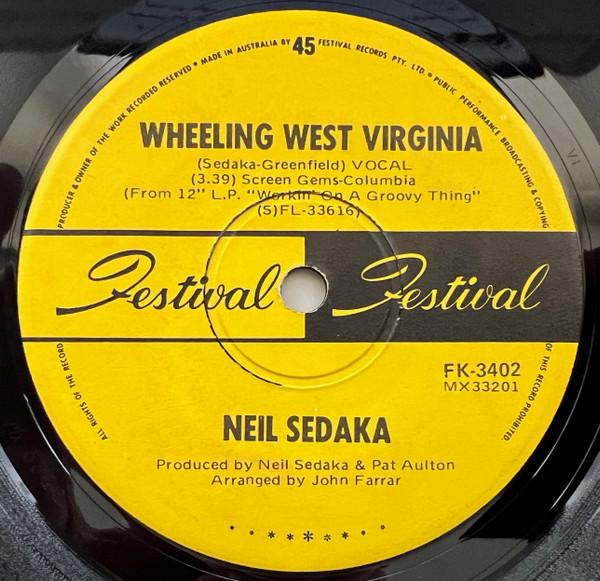 PRODUCER & OWNER OF THE WORK RECORDED RESERVED * MADE IN AUSTRALIA BY 45 FESTIVAL RECORDS PTY. LTD. * PUBLIC PERFORMANCE BROADCASTING & COPYING
WHEELING WEST VIRGINIA
(Sedaka-Greenfield) VOCAL
(3.39) Screen Gems-Columbia
(From 12" L.P. "Workin' On A Groovy Thing"
(S)FL-33616)
Festival Festival
FK-3402
MX33201
ALL RIGHTS OF THE RECORD
OF THIS RECORD PROHIBITED.
NEIL SEDAKA
Produced by Neil Sedaka & Pat Aulton
Arranged by John Farrar